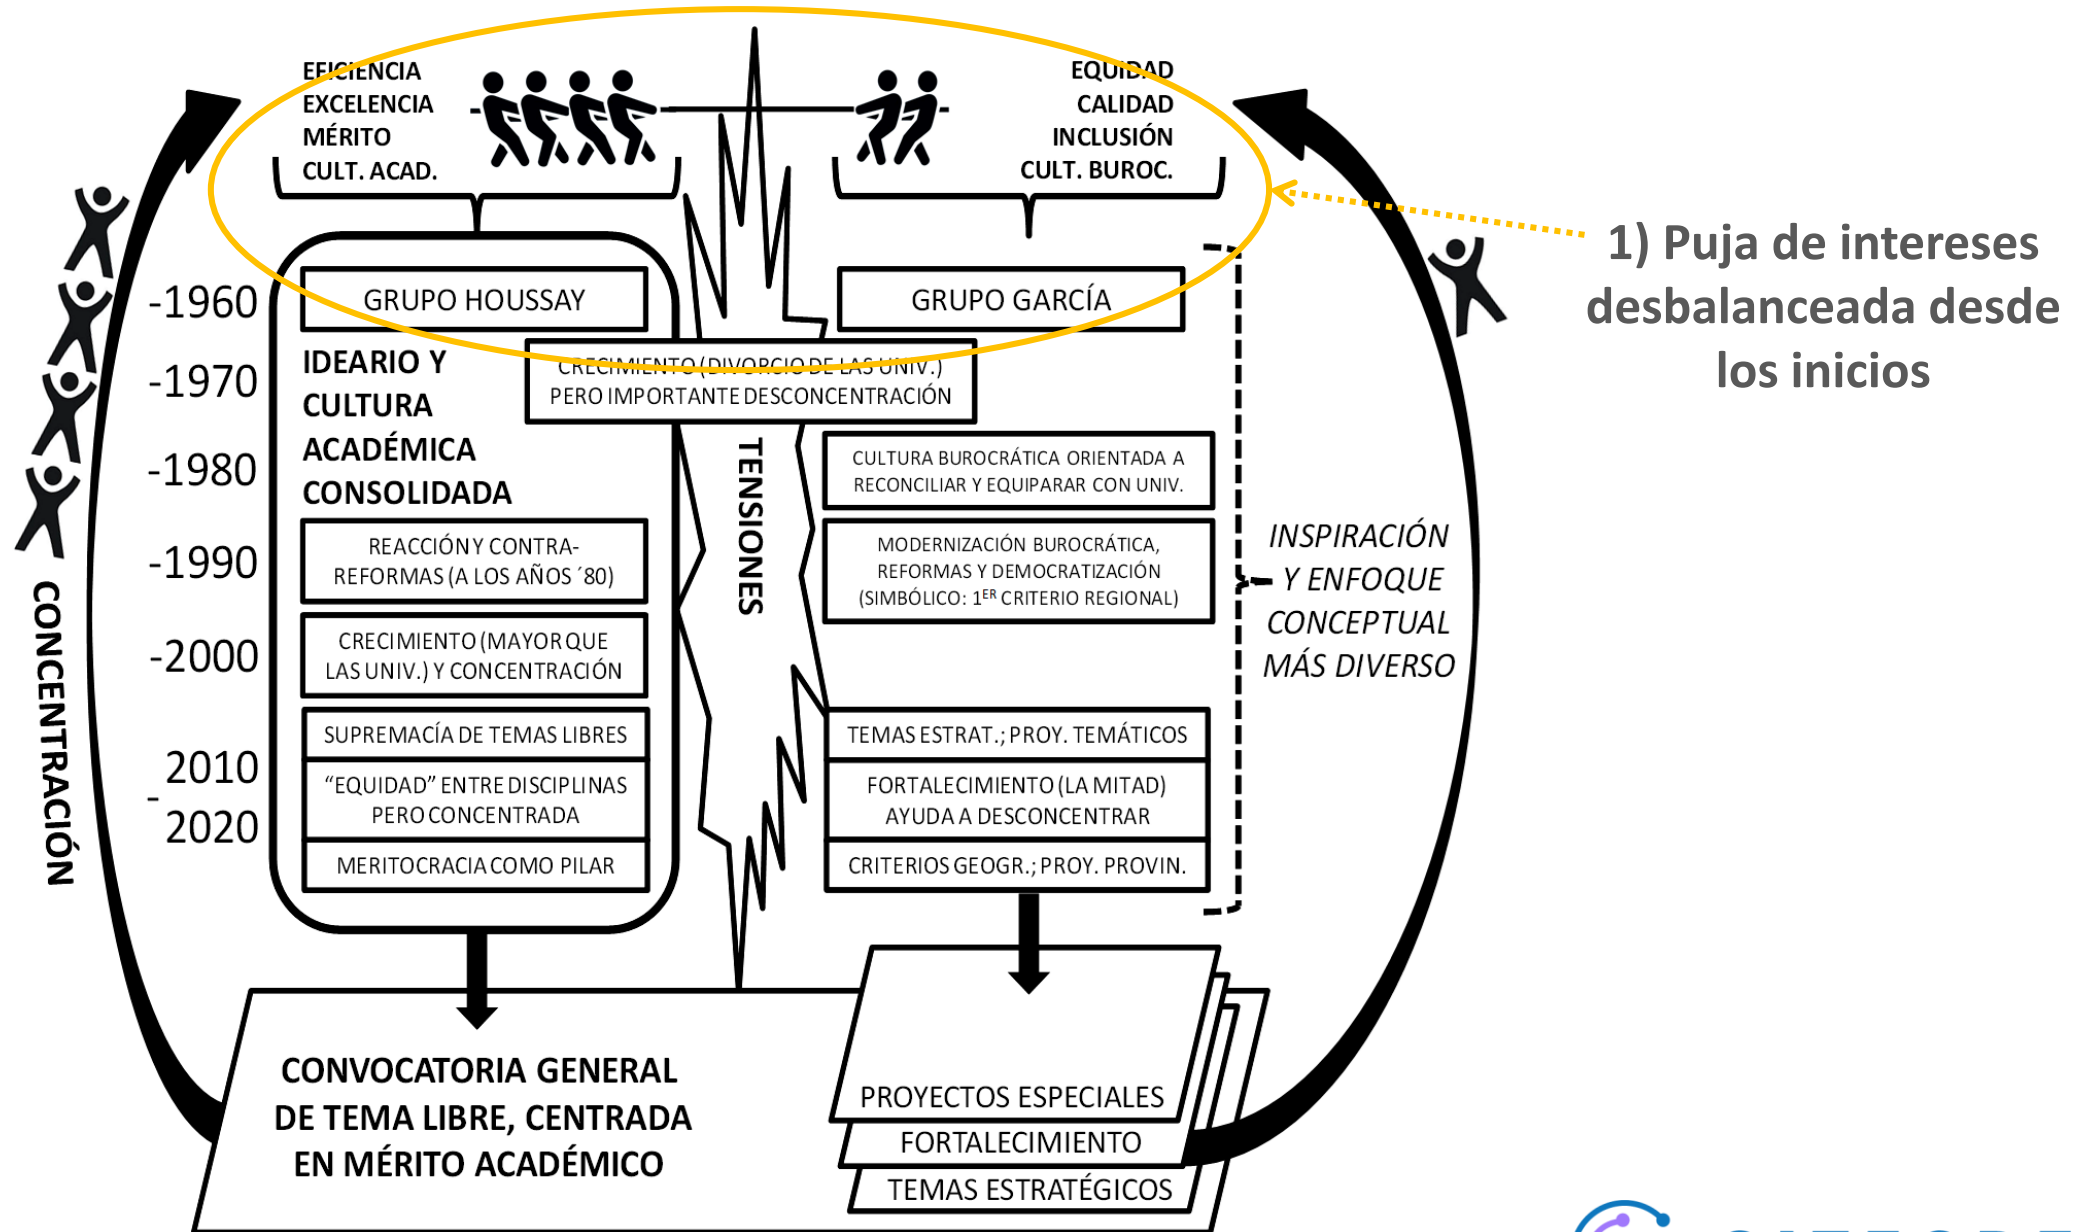 EFICIENCIA
EXCELENCIA
MÉRITO
CULT. ACAD.
EQUIDAD
CALIDAD
INCLUSIÓN
CULT. BUROC.
1) Puja de intereses
desbalanceada desde
los inicios
-1960
-1970
-1980
-1990
-2000
2010
-
2020
CONCENTRACIÓN
GRUPO HOUSSAY
GRUPO GARCÍA
CRECIMIENTO (DIVORCIO DE LAS UNIV.)
PERO IMPORTANTE DESCONCENTRACIÓN
IDEARIO Y
CULTURA
ACADÉMICA
CONSOLIDADA
TENSIONES
CULTURA BUROCRÁTICA ORIENTADA A
RECONCILIAR Y EQUIPARAR CON UNIV.
REACCIÓN Y CONTRA-
REFORMAS (A LOS AÑOS ´80)
MODERNIZACIÓN BUROCRÁTICA,
REFORMAS Y DEMOCRATIZACIÓN
(SIMBÓLICO: 1ER CRITERIO REGIONAL)
INSPIRACIÓN
Y ENFOQUE
CONCEPTUAL
MÁS DIVERSO
CRECIMIENTO (MAYOR QUE
LAS UNIV.) Y CONCENTRACIÓN
SUPREMACÍA DE TEMAS LIBRES
"EQUIDAD" ENTRE DISCIPLINAS
PERO CONCENTRADA
MERITOCRACIA COMO PILAR
TEMAS ESTRAT.; PROY. TEMÁTICOS
FORTALECIMIENTO (LA MITAD)
AYUDA A DESCONCENTRAR
CRITERIOS GEOGR.; PROY. PROVIN.
CONVOCATORIA GENERAL
DE TEMA LIBRE, CENTRADA
EN MÉRITO ACADÉMICO
PROYECTOS ESPECIALES
FORTALECIMIENTO
TEMAS ESTRATÉGICOS